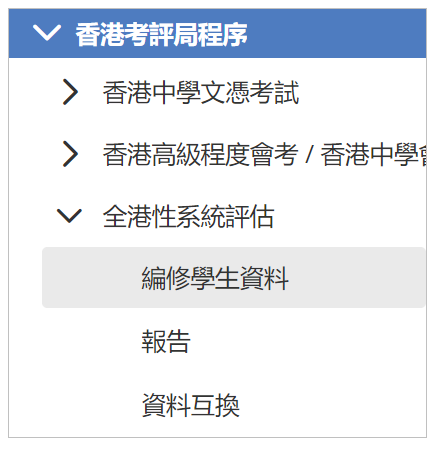 香港考評局程序
香港中學文憑考試
香港高級程度會考 / 香港中學會
全港性系統評估
編修學生資料
報告
資料互換